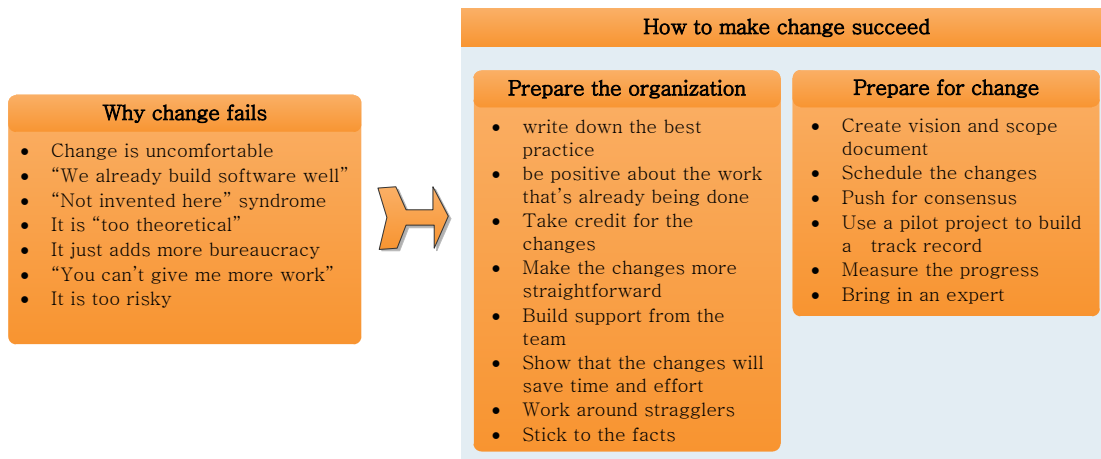 Why change fails
Change is uncomfortable
“We already build software well”
“Not invented here” syndrome
It is “too theoretical”
It just adds more bureaucracy
“You can’t give me more work”
It is too risky
How to make change succeed
Prepare the organization
write down the best
practice
be positive about the work
that’s already being done
Take credit for the
changes
Make the changes more
straightforward
Build support from the
team
Show that the changes will
save time and effort
Work around stragglers
Stick to the facts
Prepare for change
Create vision and scope
document
Schedule the changes
Push for consensus
Use a pilot project to build
a track record
Measure the progress
Bring in an expert